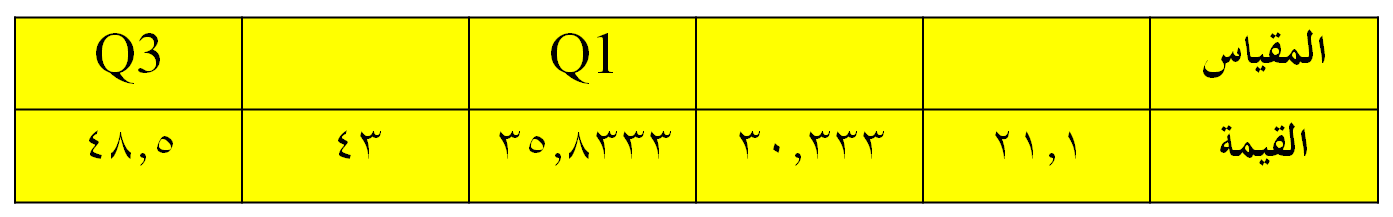 المقياس Q1 Q3
القيمة ٢١,١ ٣٠,٣٣٣ ٣٥,٨٣٣٣ ٤٣ ٤٨,٥